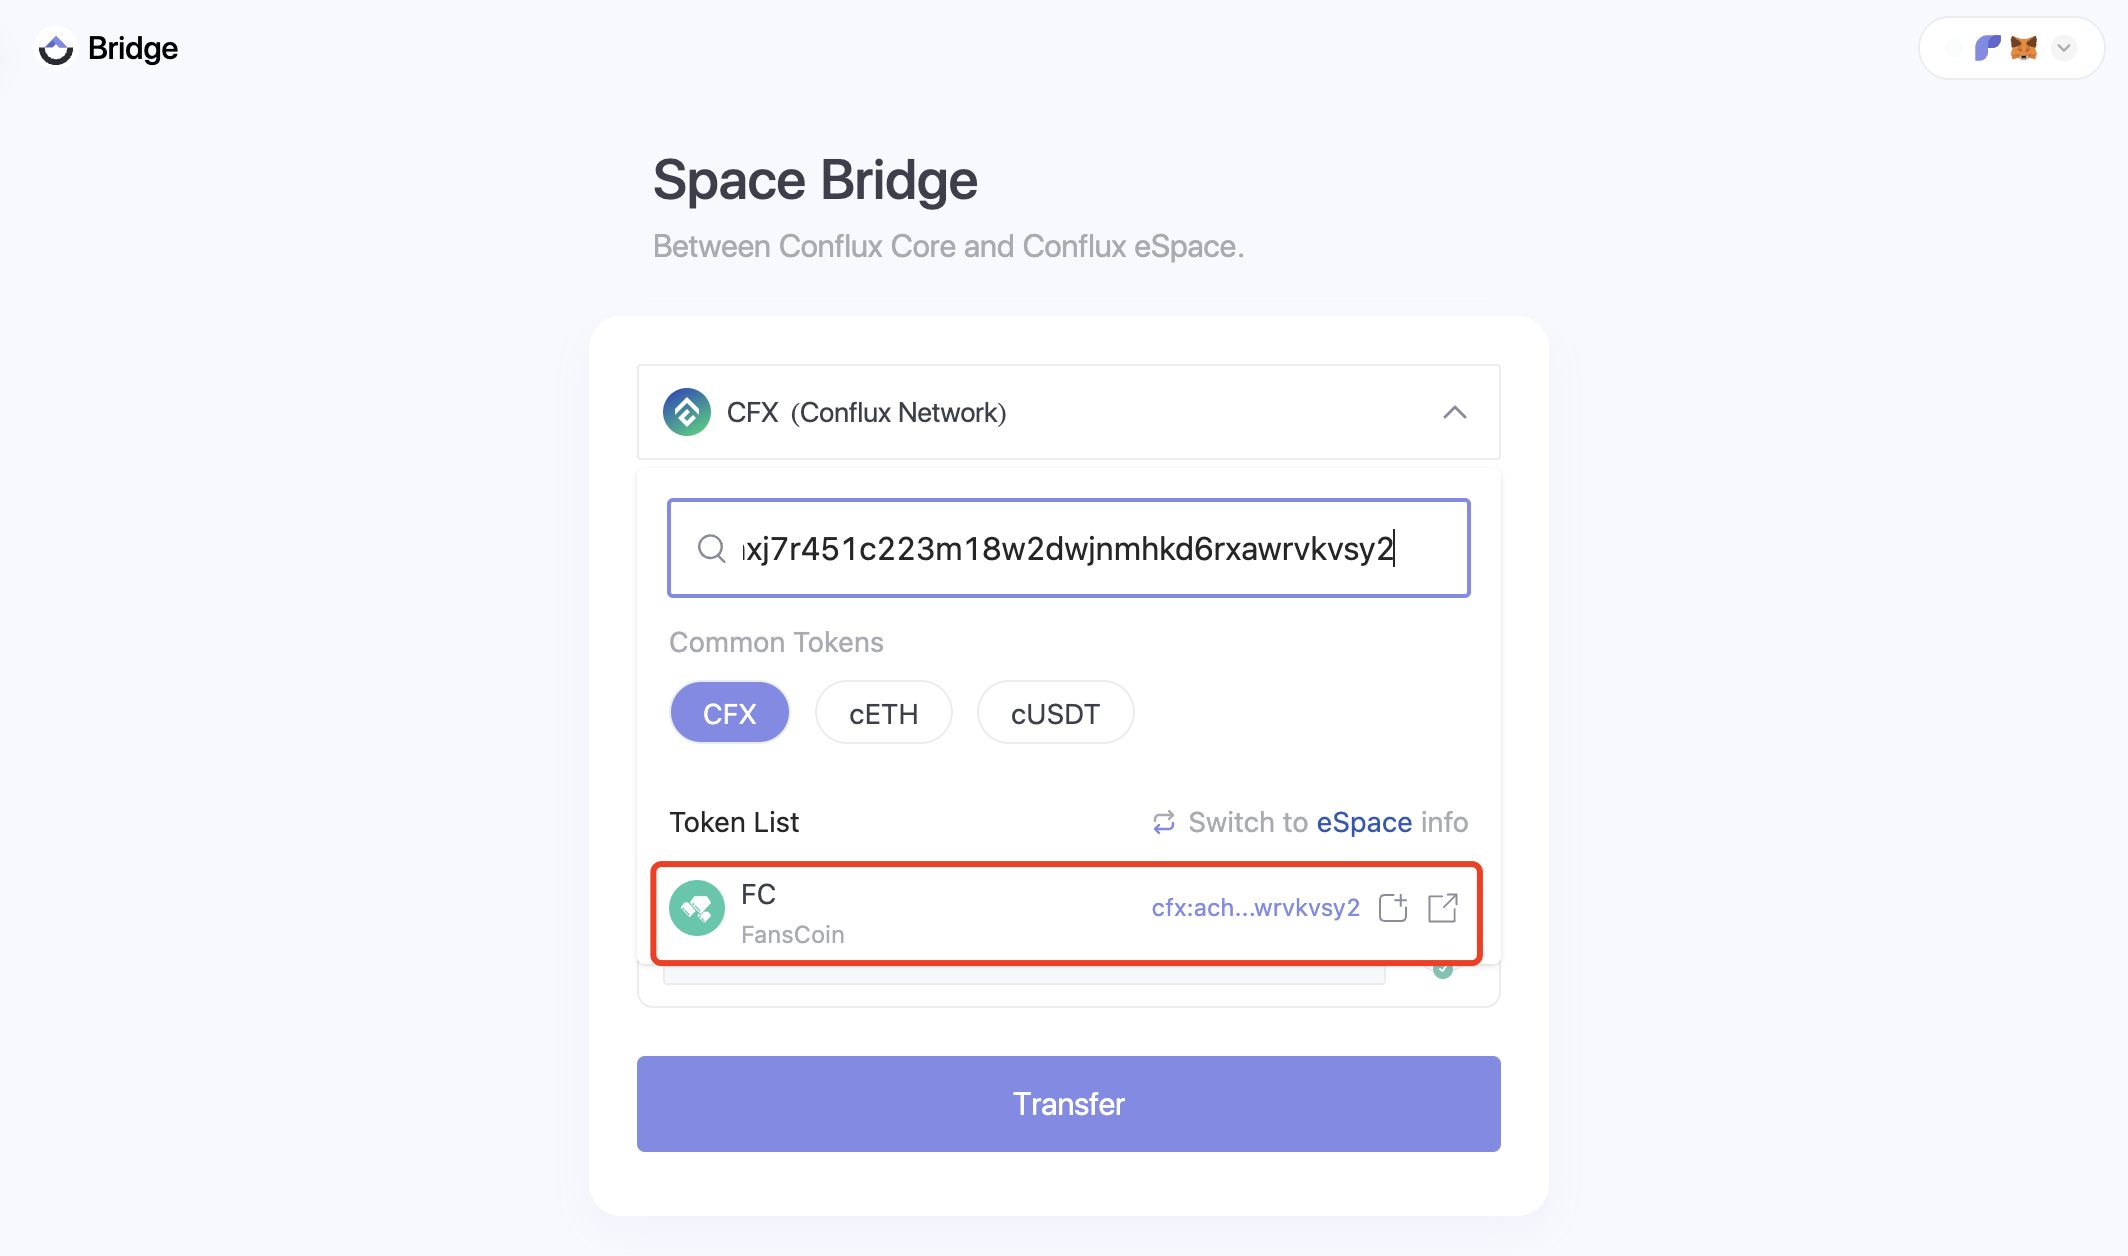 Bridge
Space Bridge
Between Conflux Core and Conflux eSpace.
CFX (Conflux Network)
xj7r451c223m18w2dwjnmhkd6rxawrvkvsy2
Common Tokens
CFX cETH cUSDT
Token List Switch to eSpace info
FC
cfx:ach...wrvkvsy2
FansCoin
Transfer